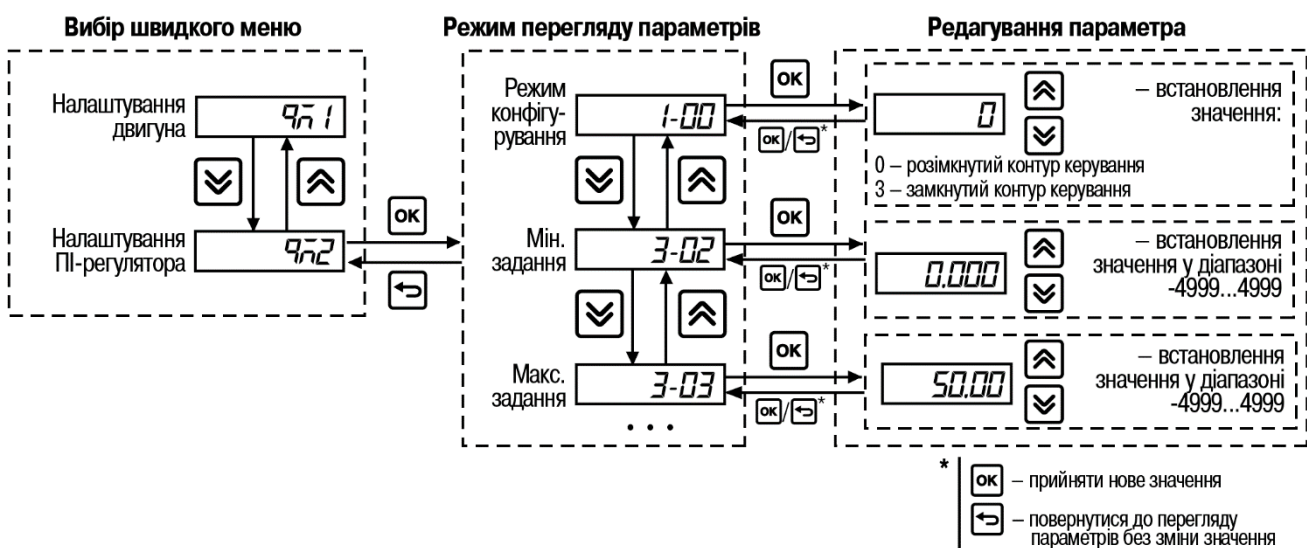 Вибір швидкого меню
Режим перегляду параметрів
Редагування параметра
Налаштування
двигуна
qn1
Налаштування
ПІ-регулятора
qn2
OK
Режим
конфігу-
рування
1-00
OK
OK/*
0
– встановлення
значення:
0 – розімкнутий контур керування
3 – замкнутий контур керування
Мін.
задання
3-02
OK
OK/*
0.000
– встановлення
значення у діапазоні
-4999...4999
Макс.
задання
3-03
OK
OK/*
50.00
– встановлення
значення у діапазоні
-4999...4999
. . .
*
OK – прийняти нове значення
– повернутися до перегляду
параметрів без зміни значення